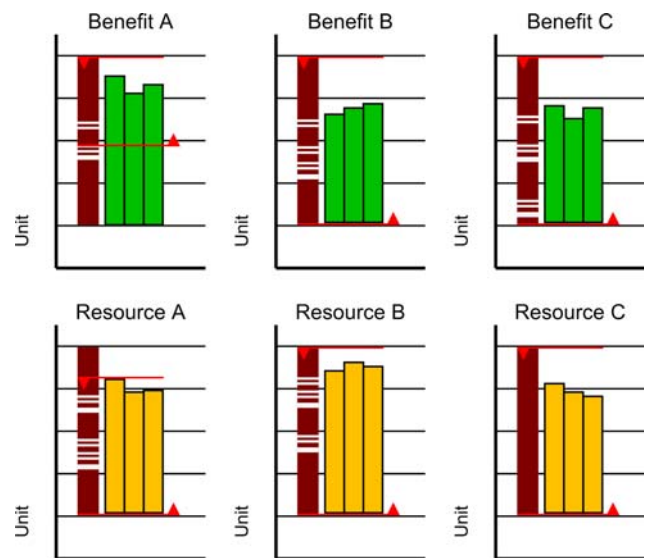 Benefit A
Benefit B
Benefit C
Unit
Unit
Unit
Resource A
Resource B
Resource C
Unit
Unit
Unit